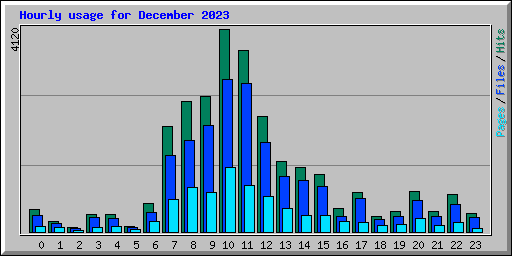 Hourly usage for December 2023
4120
Pages/Files/Hits
0 1 2 3 4 5 6 7 8 9 10 11 12 13 14 15 16 17 18 19 20 21 22 23